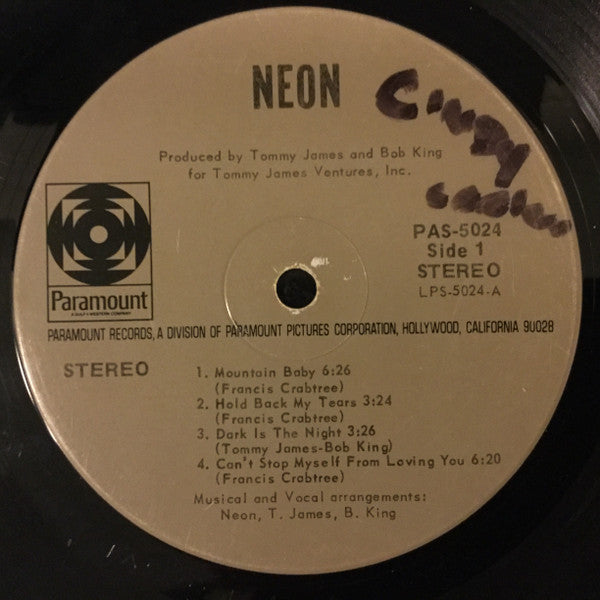 NEON
Cindy
Produced by Tommy James and Bob King
for Tommy James Ventures, Inc.
PAS-5024
Side 1
STEREO
LPS-5024-A
Paramount
A GULF+WESTERN COMPANY
PARAMOUNT RECORDS, A DIVISION OF PARAMOUNT PICTURES CORPORATION, HOLLYWOOD, CALIFORNIA 90028
STEREO
1. Mountain Baby 6:26
(Francis Crabtree)
2. Hold Back My Tears 3:24
(Francis Crabtree)
3. Dark Is The Night 3:26
(Tommy James-Bob King)
4. Can't Stop Myself From Loving You 6:20
(Francis Crabtree)
Musical and Vocal arrangements:
Neon, T. James, B. King